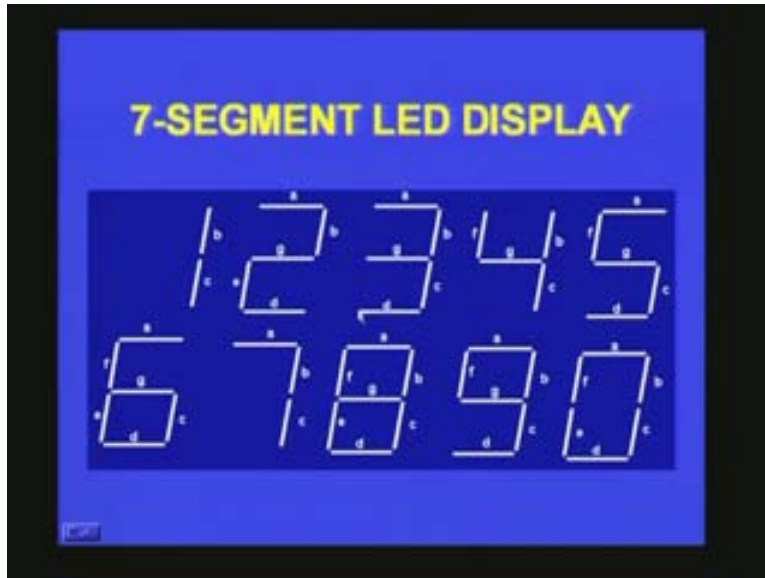 7-SEGMENT LED DISPLAY
a a a
b b f b f
g g g g
c e c c
d d d
a a a a a
f b f b f b f b
g g g
e c c e c c e c
d d d d